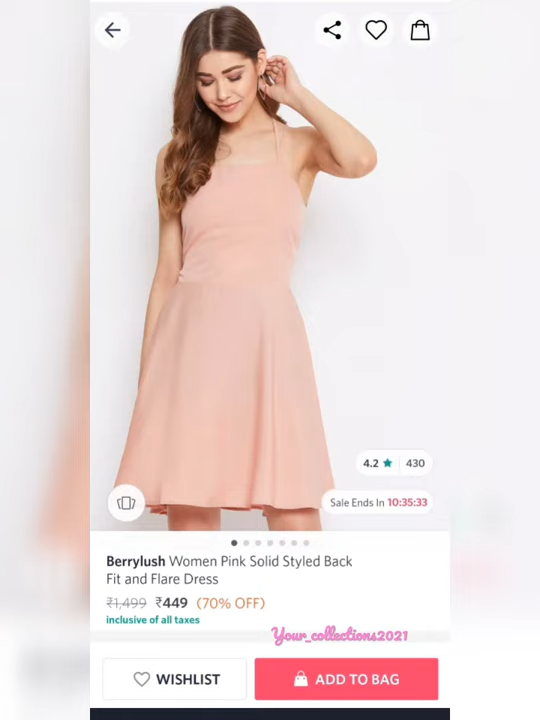 4.2 ★ 430
Sale Ends In 10:35:33
Berrylush Women Pink Solid Styled Back
Fit and Flare Dress
₹1,499 ₹449 (70% OFF)
inclusive of all taxes
Your_collections2021
WISHLIST
ADD TO BAG